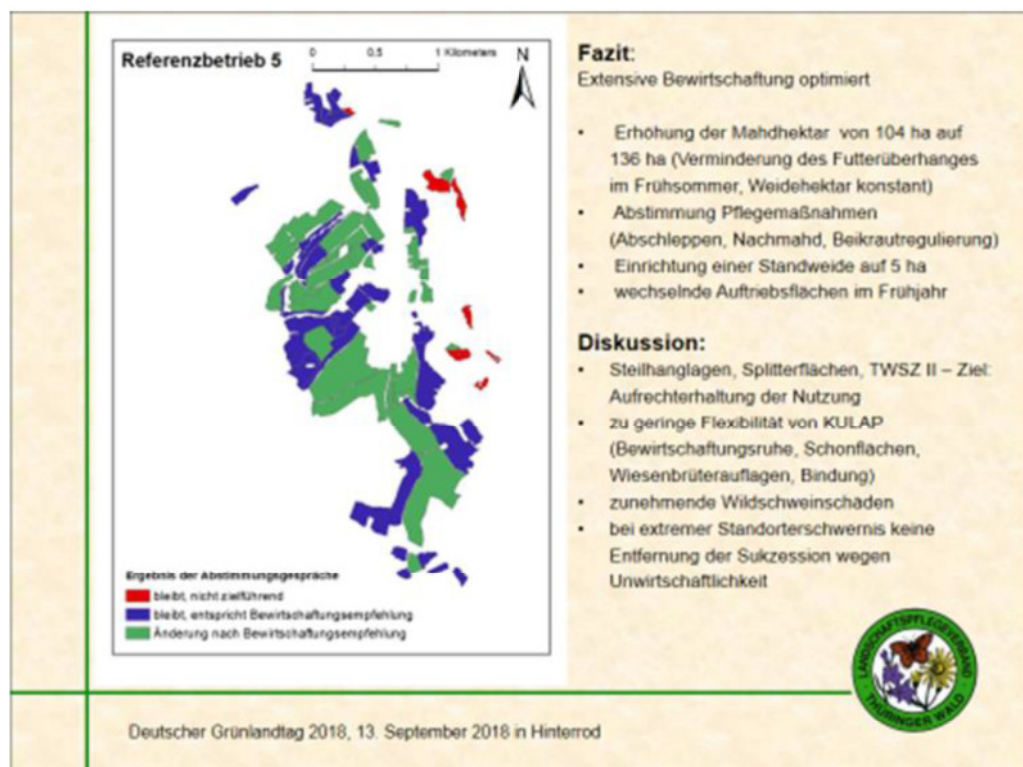 Referenzbetrieb 5
0 0.5 1 Kilometers
N
Ergebnis der Abstimmungsgespräche
bleibt, nicht zielführend
bleibt, entspricht Bewirtschaftungsempfehlung
Änderung nach Bewirtschaftungsempfehlung
Fazit:
Extensive Bewirtschaftung optimiert
• Erhöhung der Mahdhektar von 104 ha auf
136 ha (Verminderung des Futterüberhanges
im Frühsommer, Weidehektar konstant)
• Abstimmung Pflegemaßnahmen
(Abschleppen, Nachmahd, Beikrautregulierung)
• Einrichtung einer Standweide auf 5 ha
• wechselnde Auftriebsflächen im Frühjahr
Diskussion:
• Steilhanglagen, Splitterflächen, TWSZ II – Ziel:
Aufrechterhaltung der Nutzung
• zu geringe Flexibilität von KULAP
(Bewirtschaftungsruhe, Schonflächen,
Wiesenbrüterauflagen, Bindung)
• zunehmende Wildschweinschäden
• bei extremer Standorterschwernis keine
Entfernung der Sukzession wegen
Unwirtschaftlichkeit
LANDSCHAFTSPFLEGEVERBAND
THÜRINGER WALD
Deutscher Grünlandtag 2018, 13. September 2018 in Hinterrod